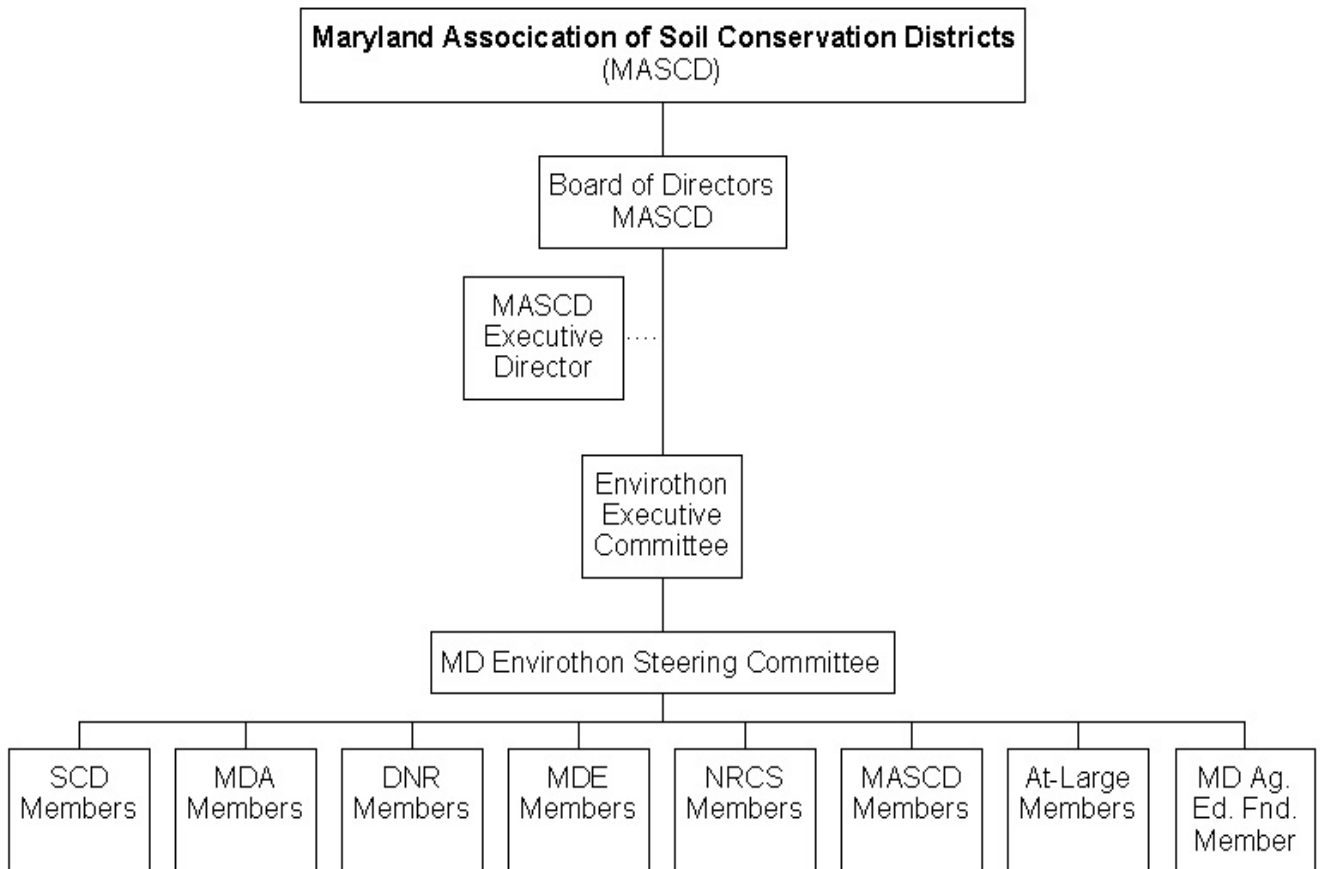 Maryland Assocication of Soil Conservation Districts
(MASCD)
Board of Directors
MASCD
MASCD
Executive
Director
Envirothon
Executive
Committee
MD Envirothon Steering Committee
SCD
Members
MDA
Members
DNR
Members
MDE
Members
NRCS
Members
MASCD
Members
At-Large
Members
MD Ag.
Ed. Fnd.
Member